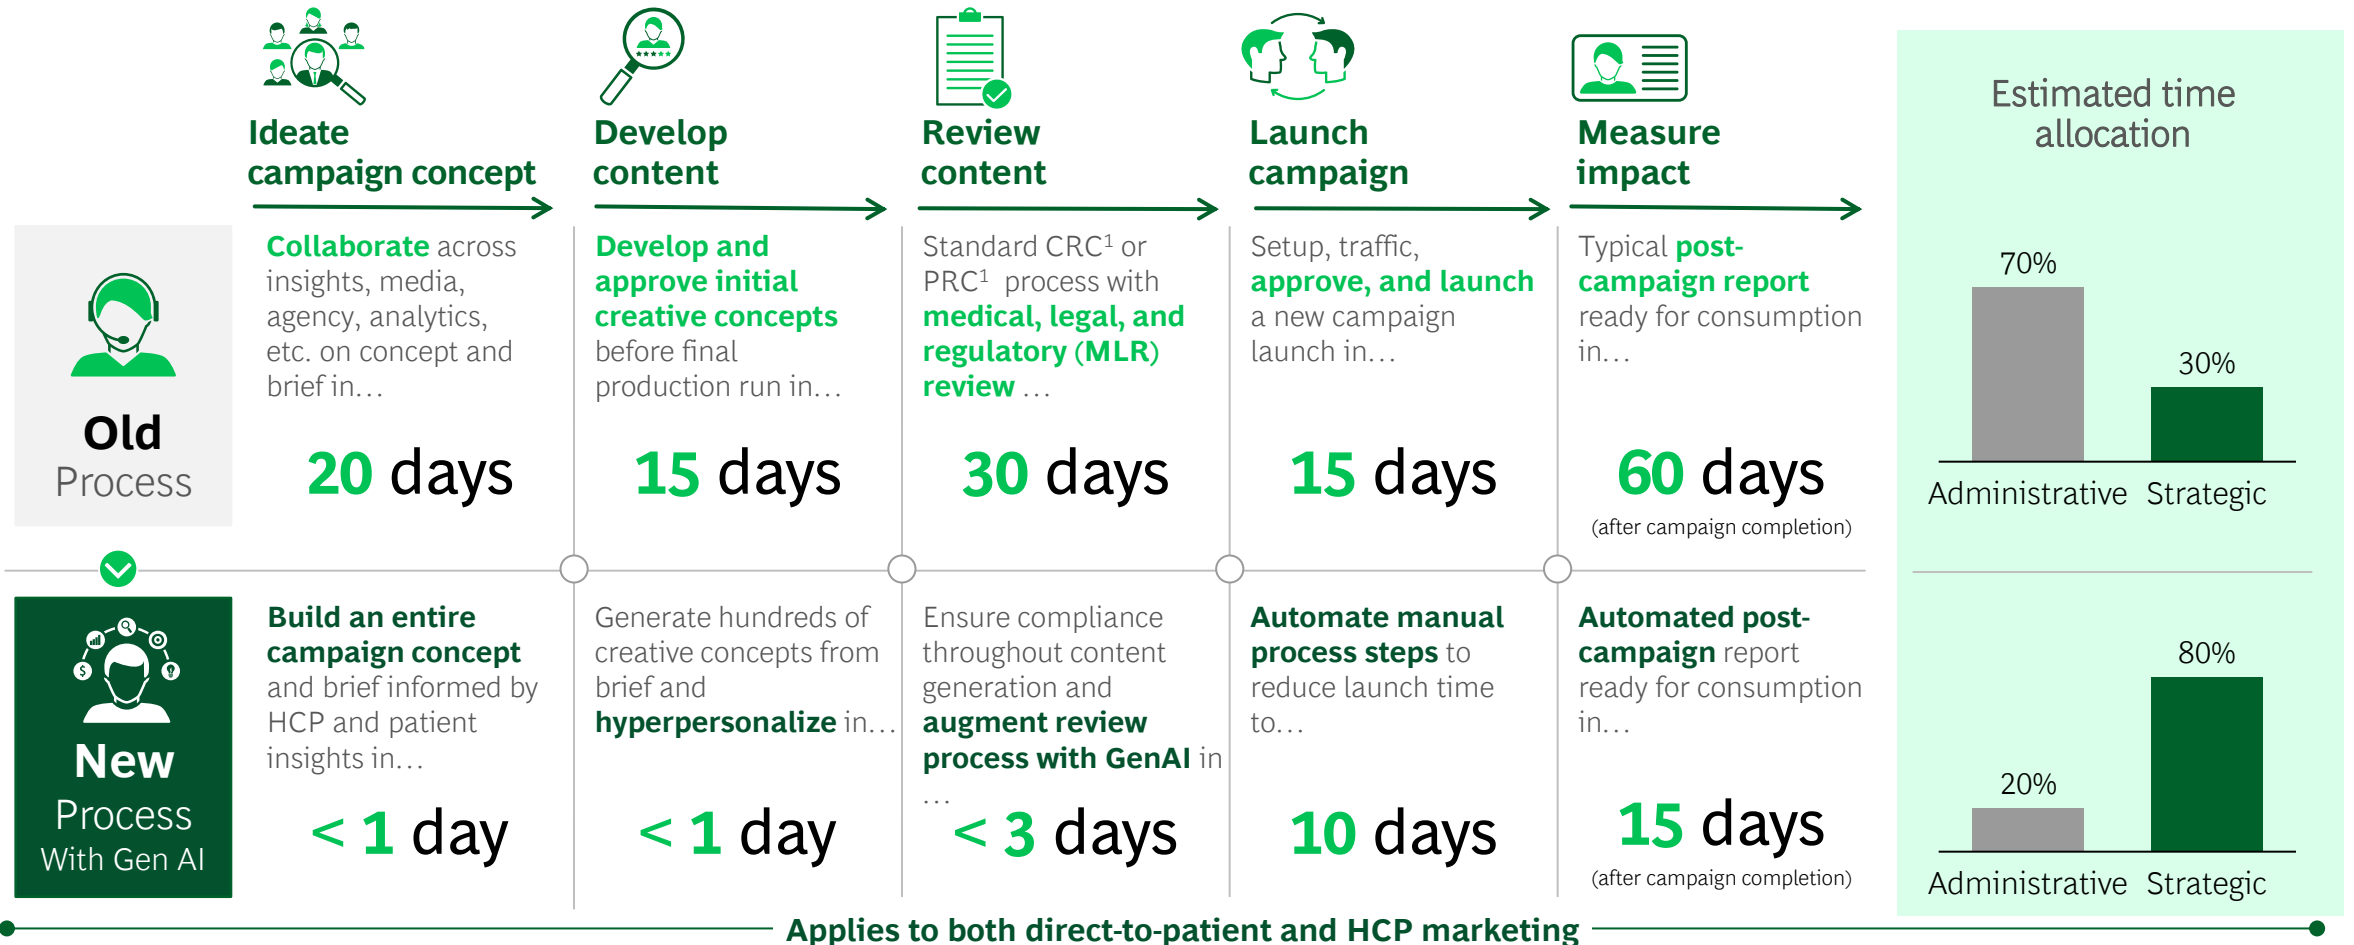 Ideate
campaign concept
Develop
content
Review
content
Launch
campaign
Measure
impact
Estimated time
allocation
Old
Process
Collaborate across
insights, media,
agency, analytics,
etc. on concept and
brief in...
20 days
Develop and
approve initial
creative concepts
before final
production run in...
15 days
Standard CRC¹ or
PRC¹ process with
medical, legal, and
regulatory (MLR)
review ...
30 days
Setup, traffic,
approve, and launch
a new campaign
launch in...
15 days
Typical post-
campaign report
ready for consumption
in...
60 days
(after campaign completion)
70%
30%
Administrative Strategic
New
Process
With Gen AI
Build an entire
campaign concept
and brief informed by
HCP and patient
insights in...
< 1 day
Generate hundreds of
creative concepts from
brief and
hyperpersonalize in...
< 1 day
Ensure compliance
throughout content
generation and
augment review
process with GenAI in
...
< 3 days
Automate manual
process steps to
reduce launch time
to...
10 days
Automated post-
campaign report
ready for consumption
in...
15 days
(after campaign completion)
80%
20%
Administrative Strategic
Applies to both direct-to-patient and HCP marketing